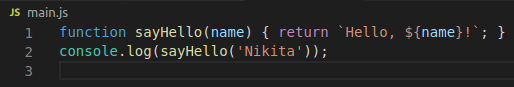 JS main.js
1 function sayHello(name) { return `Hello, ${name}!`; }
2 console.log(sayHello('Nikita'));
3